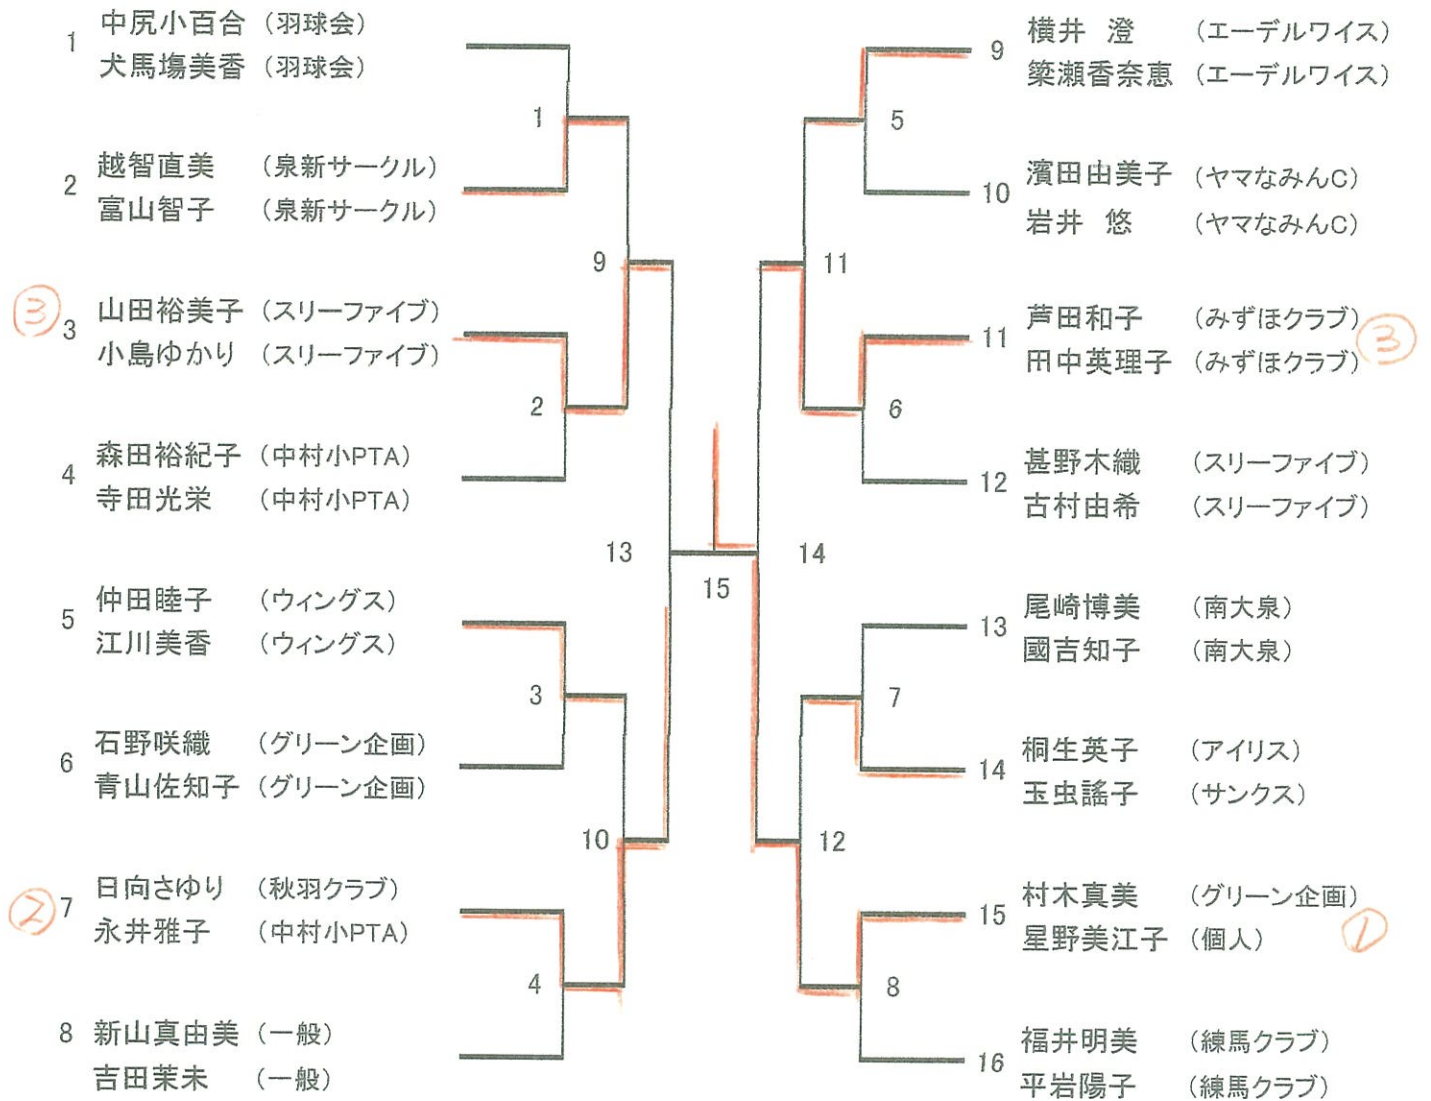 1 中尻小百合 (羽球会)
犬馬塲美香 (羽球会)
2 越智直美 (泉新サークル)
富山智子 (泉新サークル)
③ 3 山田裕美子 (スリーファイブ)
小島ゆかり (スリーファイブ)
4 森田裕紀子 (中村小PTA)
寺田光栄 (中村小PTA)
5 仲田睦子 (ウィングス)
江川美香 (ウィングス)
6 石野咲織 (グリーン企画)
青山佐知子 (グリーン企画)
② 7 日向さゆり (秋羽クラブ)
永井雅子 (中村小PTA)
8 新山真由美 (一般)
吉田茉未 (一般)
1
2
3
4
9
10
13
15
14
11
12
5
6
7
8
9 横井 澄 (エーデルワイス)
簗瀬香奈恵 (エーデルワイス)
10 濱田由美子 (ヤマなみんC)
岩井 悠 (ヤマなみんC)
11 芦田和子 (みずほクラブ) ③
田中英理子 (みずほクラブ)
12 甚野木織 (スリーファイブ)
古村由希 (スリーファイブ)
13 尾崎博美 (南大泉)
國吉知子 (南大泉)
14 桐生英子 (アイリス)
玉虫謠子 (サンクス)
15 村木真美 (グリーン企画)
星野美江子 (個人) ①
16 福井明美 (練馬クラブ)
平岩陽子 (練馬クラブ)